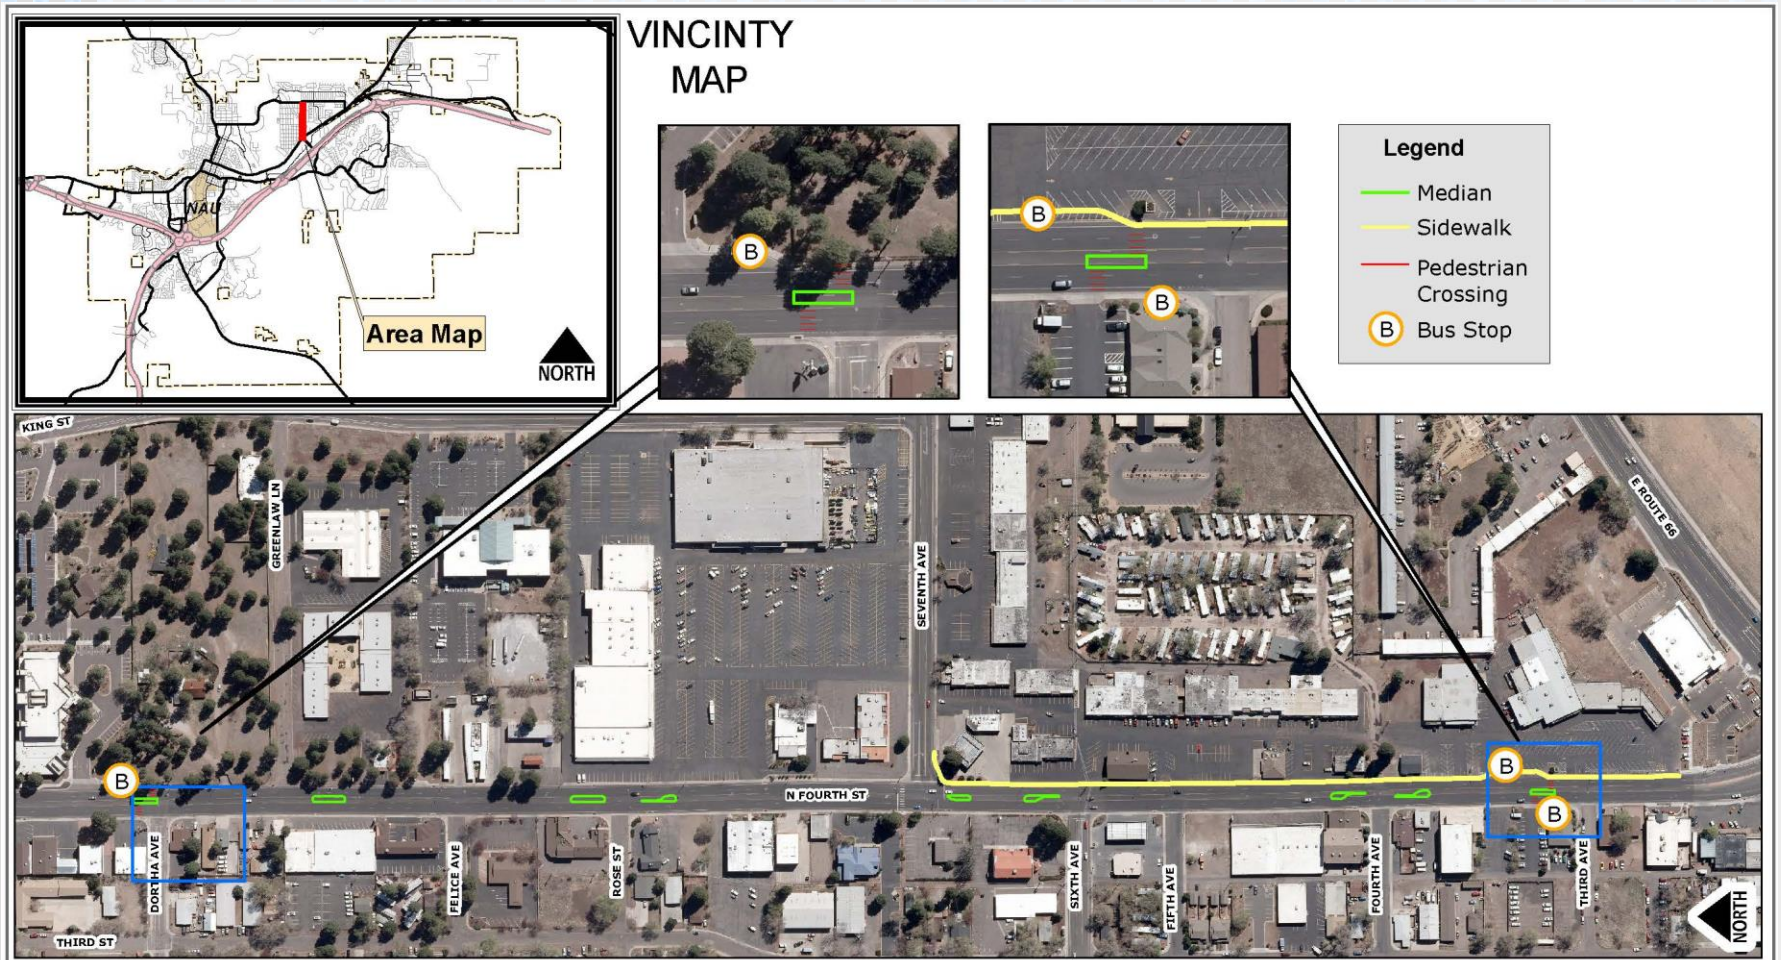 VINCINTY
MAP
NAU
Area Map
NORTH
B
B
B
Legend
Median
Sidewalk
Pedestrian
Crossing
B
Bus Stop
KING ST
GREENLAW LN
SEVENTH AVE
E ROUTE 66
B
B
N FOURTH ST
B
DORTHA AVE
FELICE AVE
ROSE ST
SIXTH AVE
FIFTH AVE
FOURTH AVE
THIRD AVE
THIRD ST
NORTH